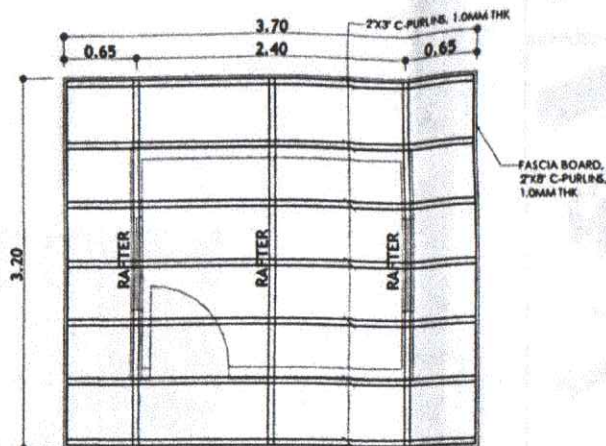 2"X3" C-PURLINS, 1.0MM THK
3.70
0.65 2.40 0.65
FASCIA BOARD,
2"X8" C-PURLINS,
1.0MM THK
3.20
RAFTER RAFTER RAFTER